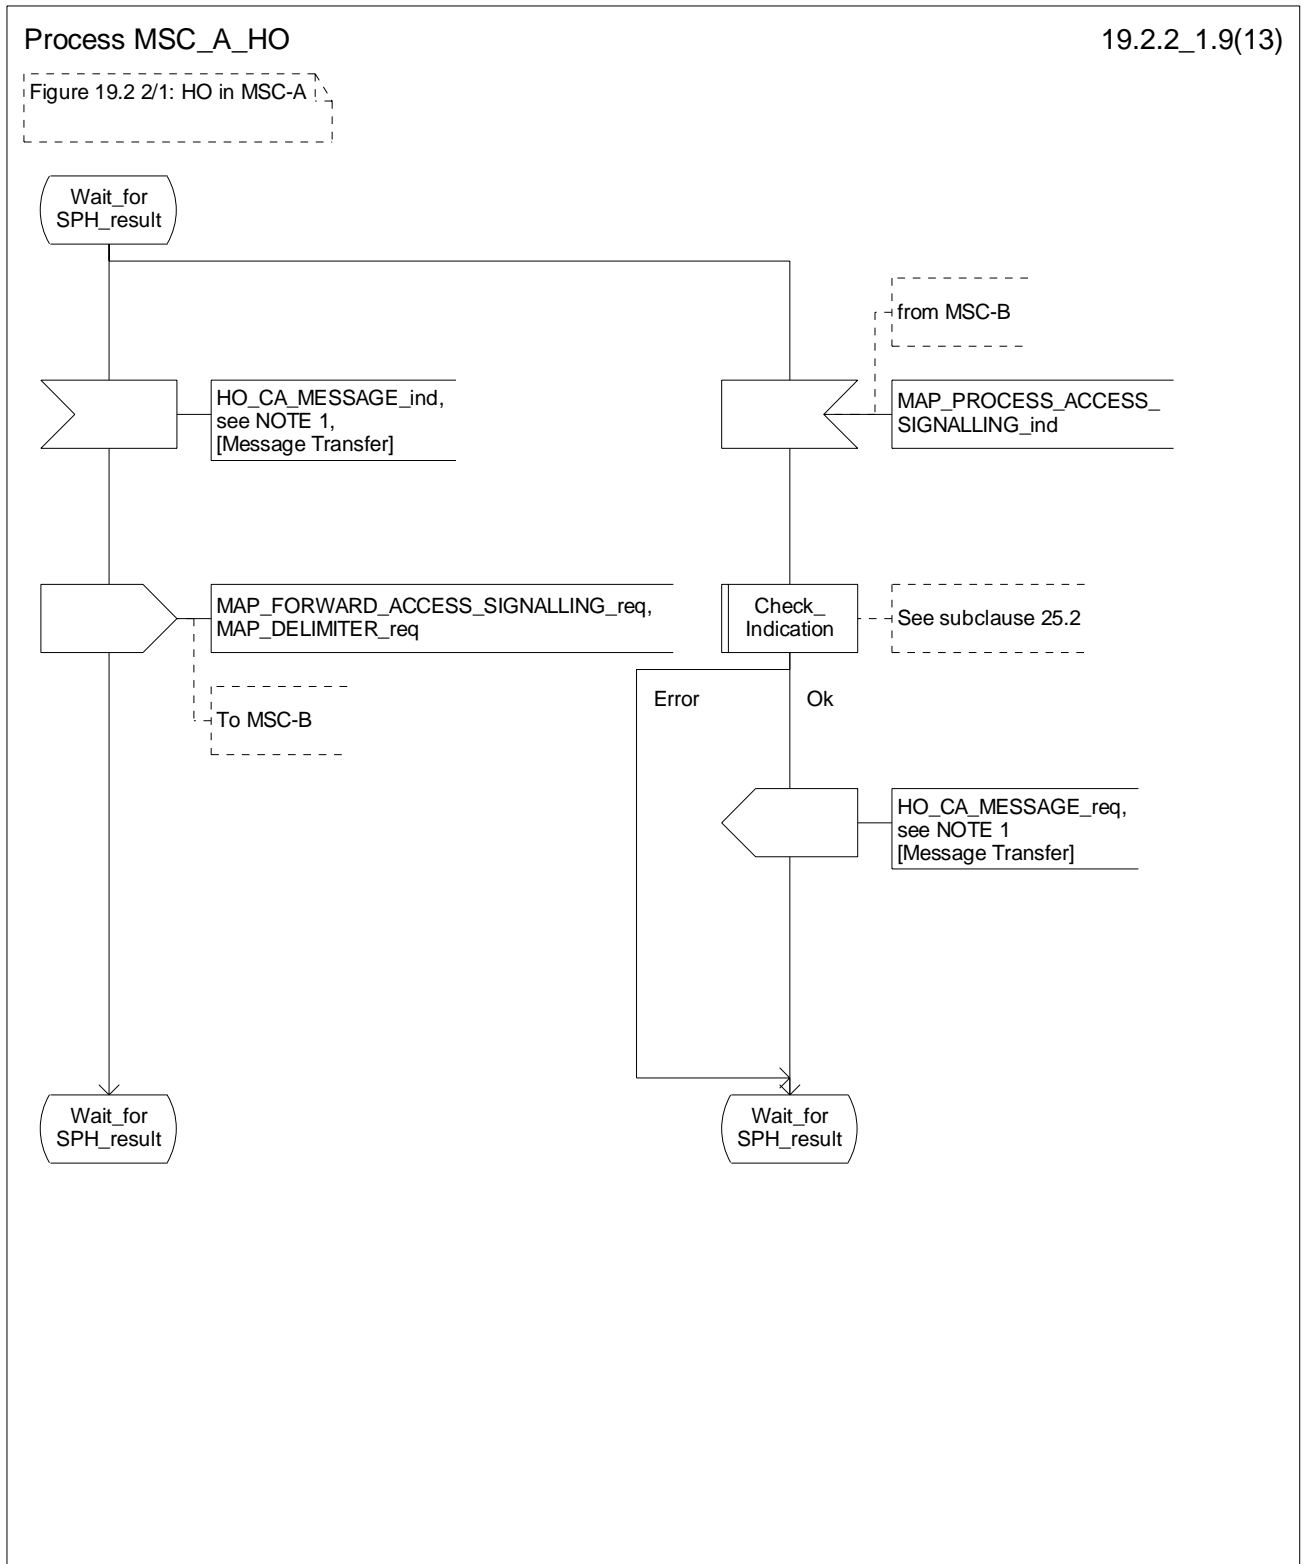 Process MSC_A_HO
19.2.2_1.9(13)
Figure 19.2 2/1: HO in MSC-A
Wait_for
SPH_result
from MSC-B
HO_CA_MESSAGE_ind,
see NOTE 1,
[Message Transfer]
MAP_PROCESS_ACCESS_
SIGNALLING_ind
MAP_FORWARD_ACCESS_SIGNALLING_req,
MAP_DELIMITER_req
Check_
Indication
See subclause 25.2
To MSC-B
Error
Ok
HO_CA_MESSAGE_req,
see NOTE 1
[Message Transfer]
Wait_for
SPH_result
Wait_for
SPH_result